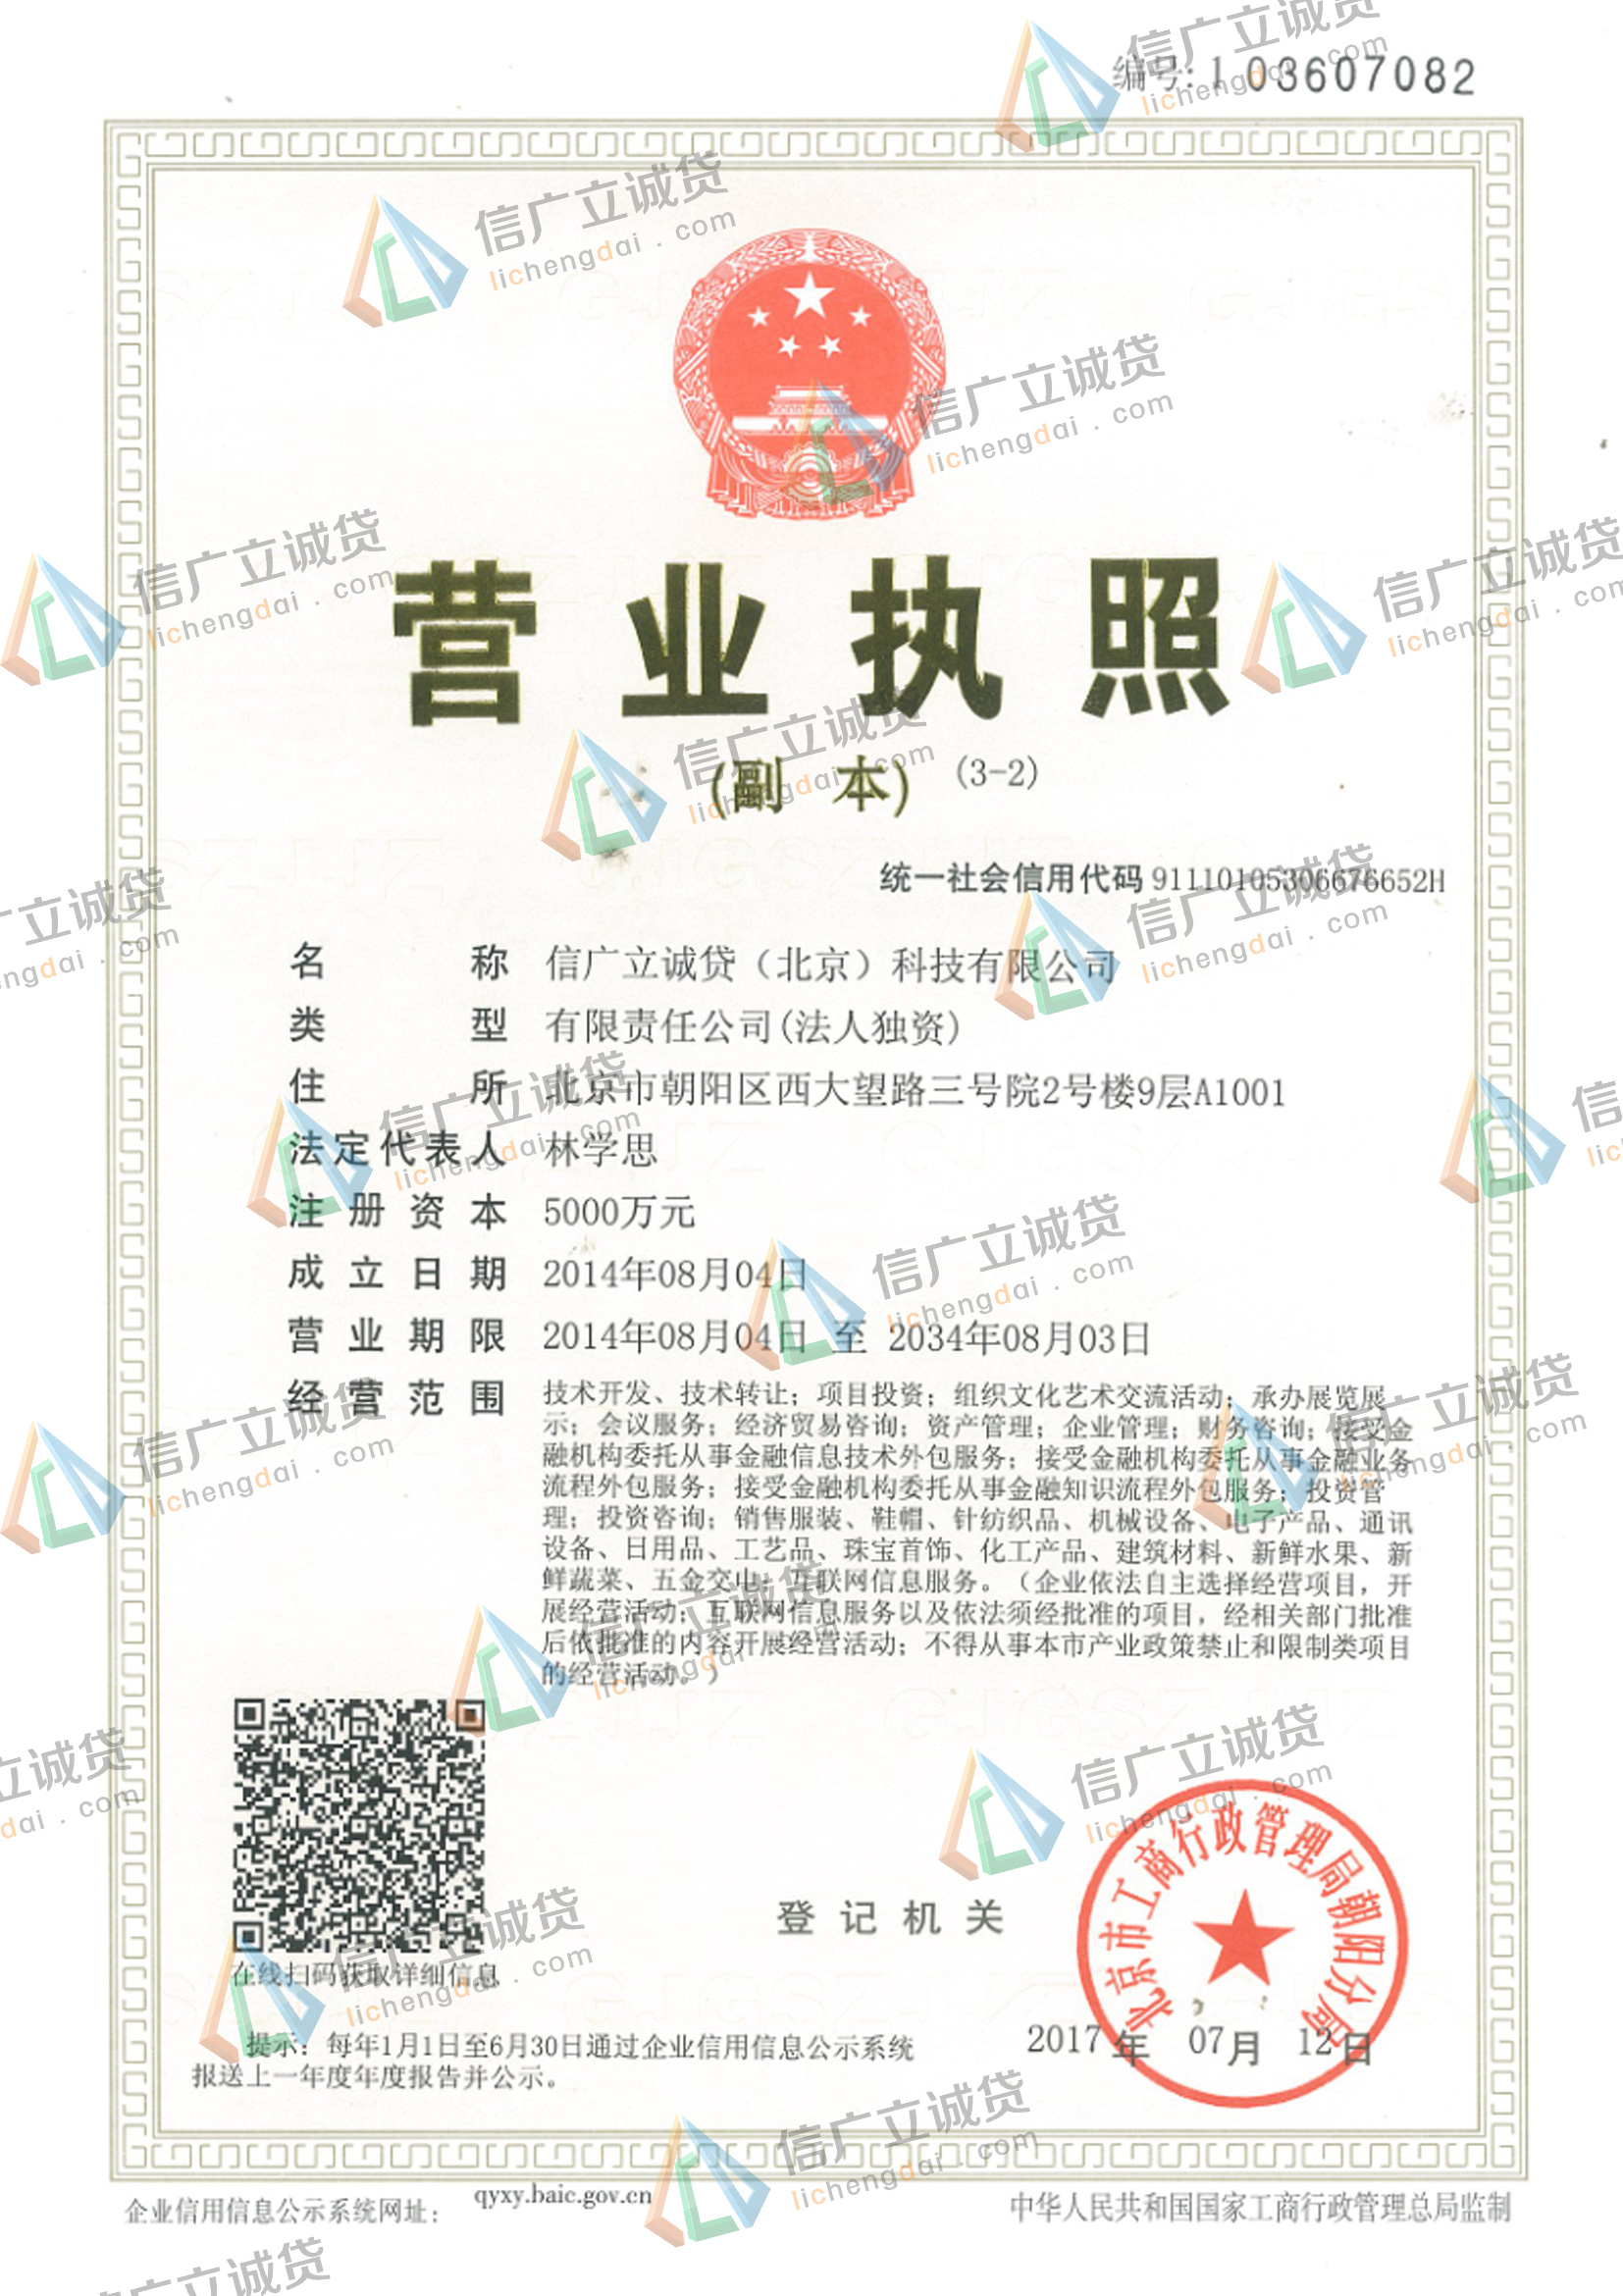 编号:1 03607082
营业执照
(副 本) (3-2)
统一社会信用代码 91110105306676652H
名称 信广立诚贷（北京）科技有限公司
类型 有限责任公司(法人独资)
住所 北京市朝阳区西大望路三号院2号楼9层A1001
法定代表人 林学思
注册资本 5000万元
成立日期 2014年08月04日
营业期限 2014年08月04日 至 2034年08月03日
经营范围 技术开发、技术转让；项目投资；组织文化艺术交流活动；承办展览展
示；会议服务；经济贸易咨询；资产管理；企业管理；财务咨询；接受金
融机构委托从事金融信息技术外包服务；接受金融机构委托从事金融业务
流程外包服务；接受金融机构委托从事金融知识流程外包服务；投资管
理；投资咨询；销售服装、鞋帽、针纺织品、机械设备、电子产品、通讯
设备、日用品、工艺品、珠宝首饰、化工产品、建筑材料、新鲜水果、新
鲜蔬菜、五金交电；互联网信息服务。（企业依法自主选择经营项目，开
展经营活动；互联网信息服务以及依法须经批准的项目，经相关部门批准
后依批准的内容开展经营活动；不得从事本市产业政策禁止和限制类项目
的经营活动。）
在线扫码获取详细信息
登记机关
北京市工商行政管理局朝阳分局
2017年 07月 12日
提示：每年1月1日至6月30日通过企业信用信息公示系统
报送上一年度年度报告并公示。
企业信用信息公示系统网址： qyxy.baic.gov.cn
中华人民共和国国家工商行政管理总局监制
信广立诚贷
lichengdai.com